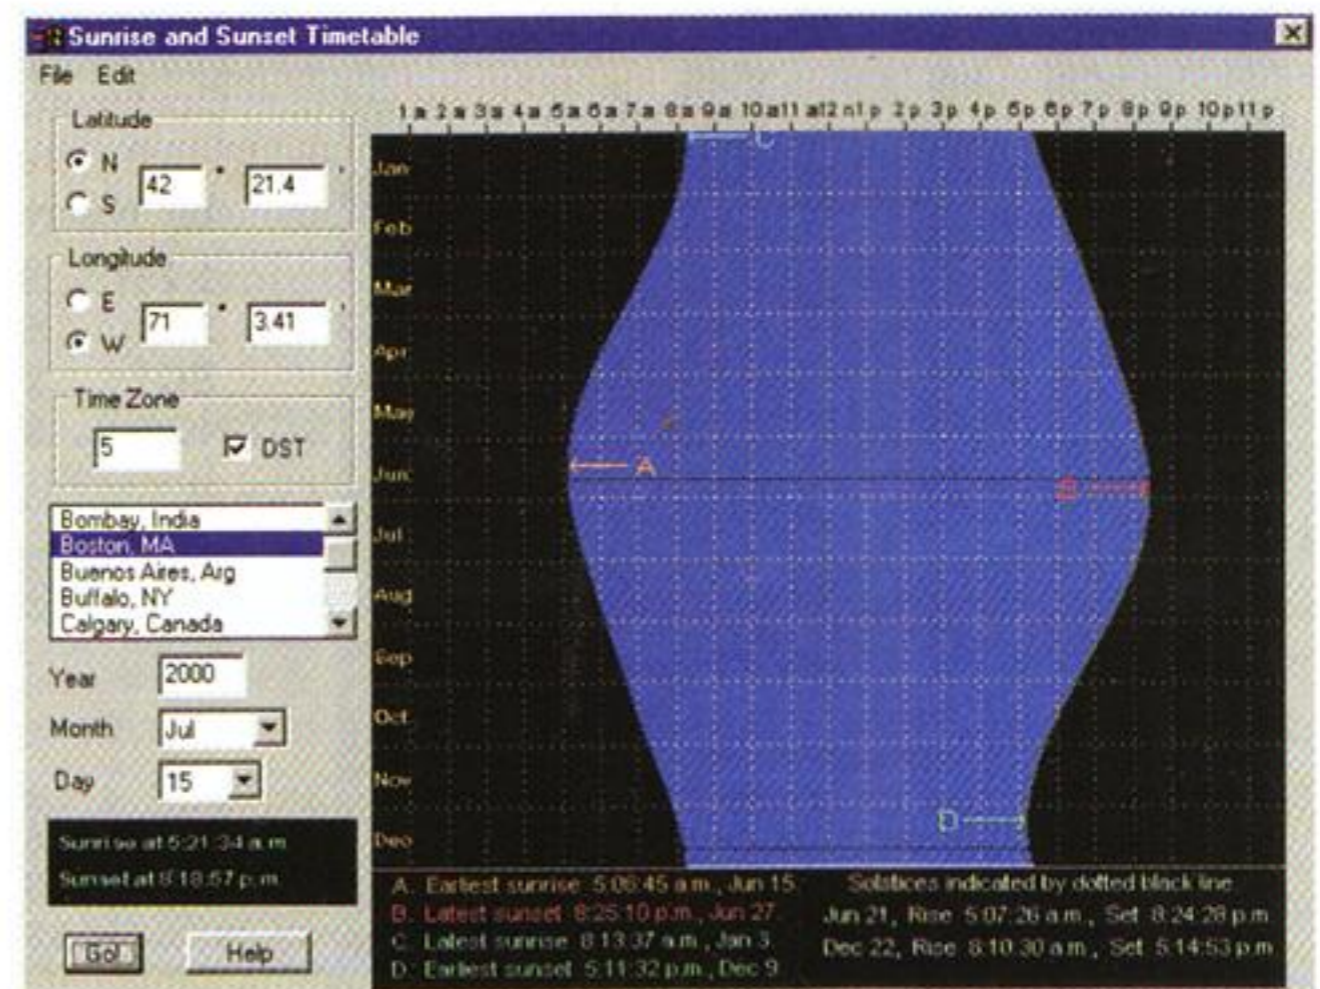 Sunrise and Sunset Timetable
File Edit
Latitude
N
S
42 ° 21.4 '
Longitude
E
W
71 ° 3.41 '
Time Zone
5 DST
Bombay, India
Boston, MA
Buenos Aires, Arg
Buffalo, NY
Calgary, Canada
Year 2000
Month Jul
Day 15
Sunrise at 5:21:34 a.m.
Sunset at 8:18:57 p.m.
Go! Help
1a 2a 3a 4a 5a 6a 7a 8a 9a 10a 11a 12n 1p 2p 3p 4p 5p 6p 7p 8p 9p 10p 11p
C
Jan
Feb
Mar
Apr
May
A
Jun
B
Jul
Aug
Sep
Oct
Nov
D
Dec
A. Earliest sunrise 5:06:45 a.m., Jun 15
B. Latest sunset 8:25:10 p.m., Jun 27
C. Latest sunrise 8:13:37 a.m., Jan 3
D. Earliest sunset 5:11:32 p.m., Dec 9
Solstices indicated by dotted black line
Jun 21, Rise 5:07:26 a.m., Set 8:24:28 p.m.
Dec 22, Rise 8:10:30 a.m., Set 5:14:53 p.m.